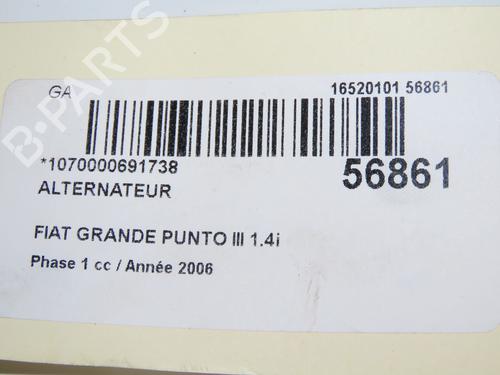 GA 16520101 56861
*1070000691738 56861
ALTERNATEUR
FIAT GRANDE PUNTO III 1.4i
Phase 1 cc / Année 2006
B-PARTS